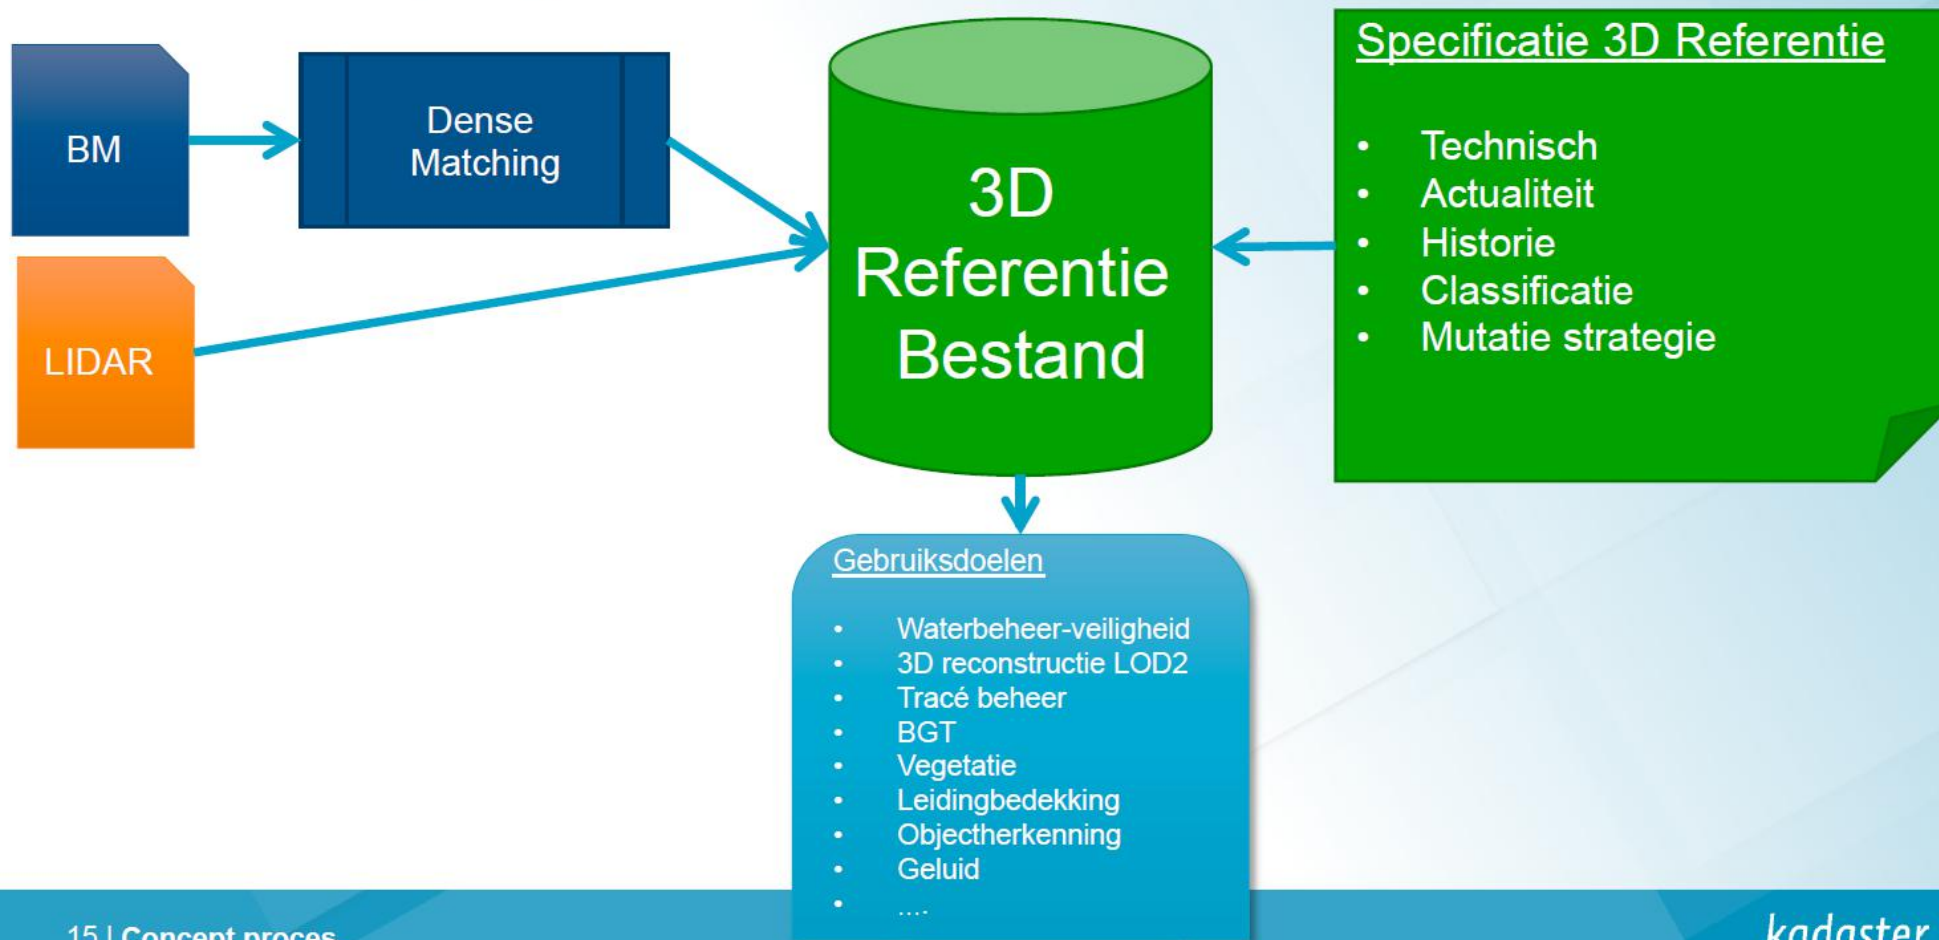 BM
Dense
Matching
LIDAR
3D
Referentie
Bestand
Specificatie 3D Referentie
• Technisch
• Actualiteit
• Historie
• Classificatie
• Mutatie strategie
Gebruiksdoelen
• Waterbeheer-veiligheid
• 3D reconstructie LOD2
• Tracé beheer
• BGT
• Vegetatie
• Leidingbedekking
• Objectherkenning
• Geluid
• ....
15 | Concept proces
kadaster